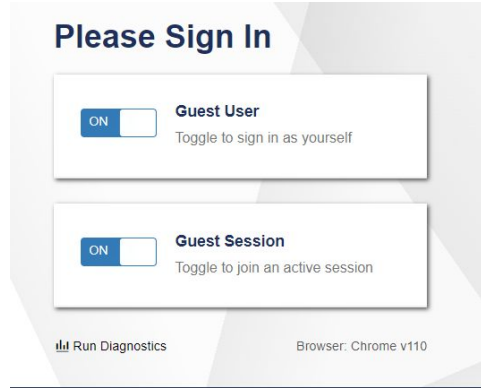 Please Sign In
ON
Guest User
Toggle to sign in as yourself
ON
Guest Session
Toggle to join an active session
Run Diagnostics Browser: Chrome v110